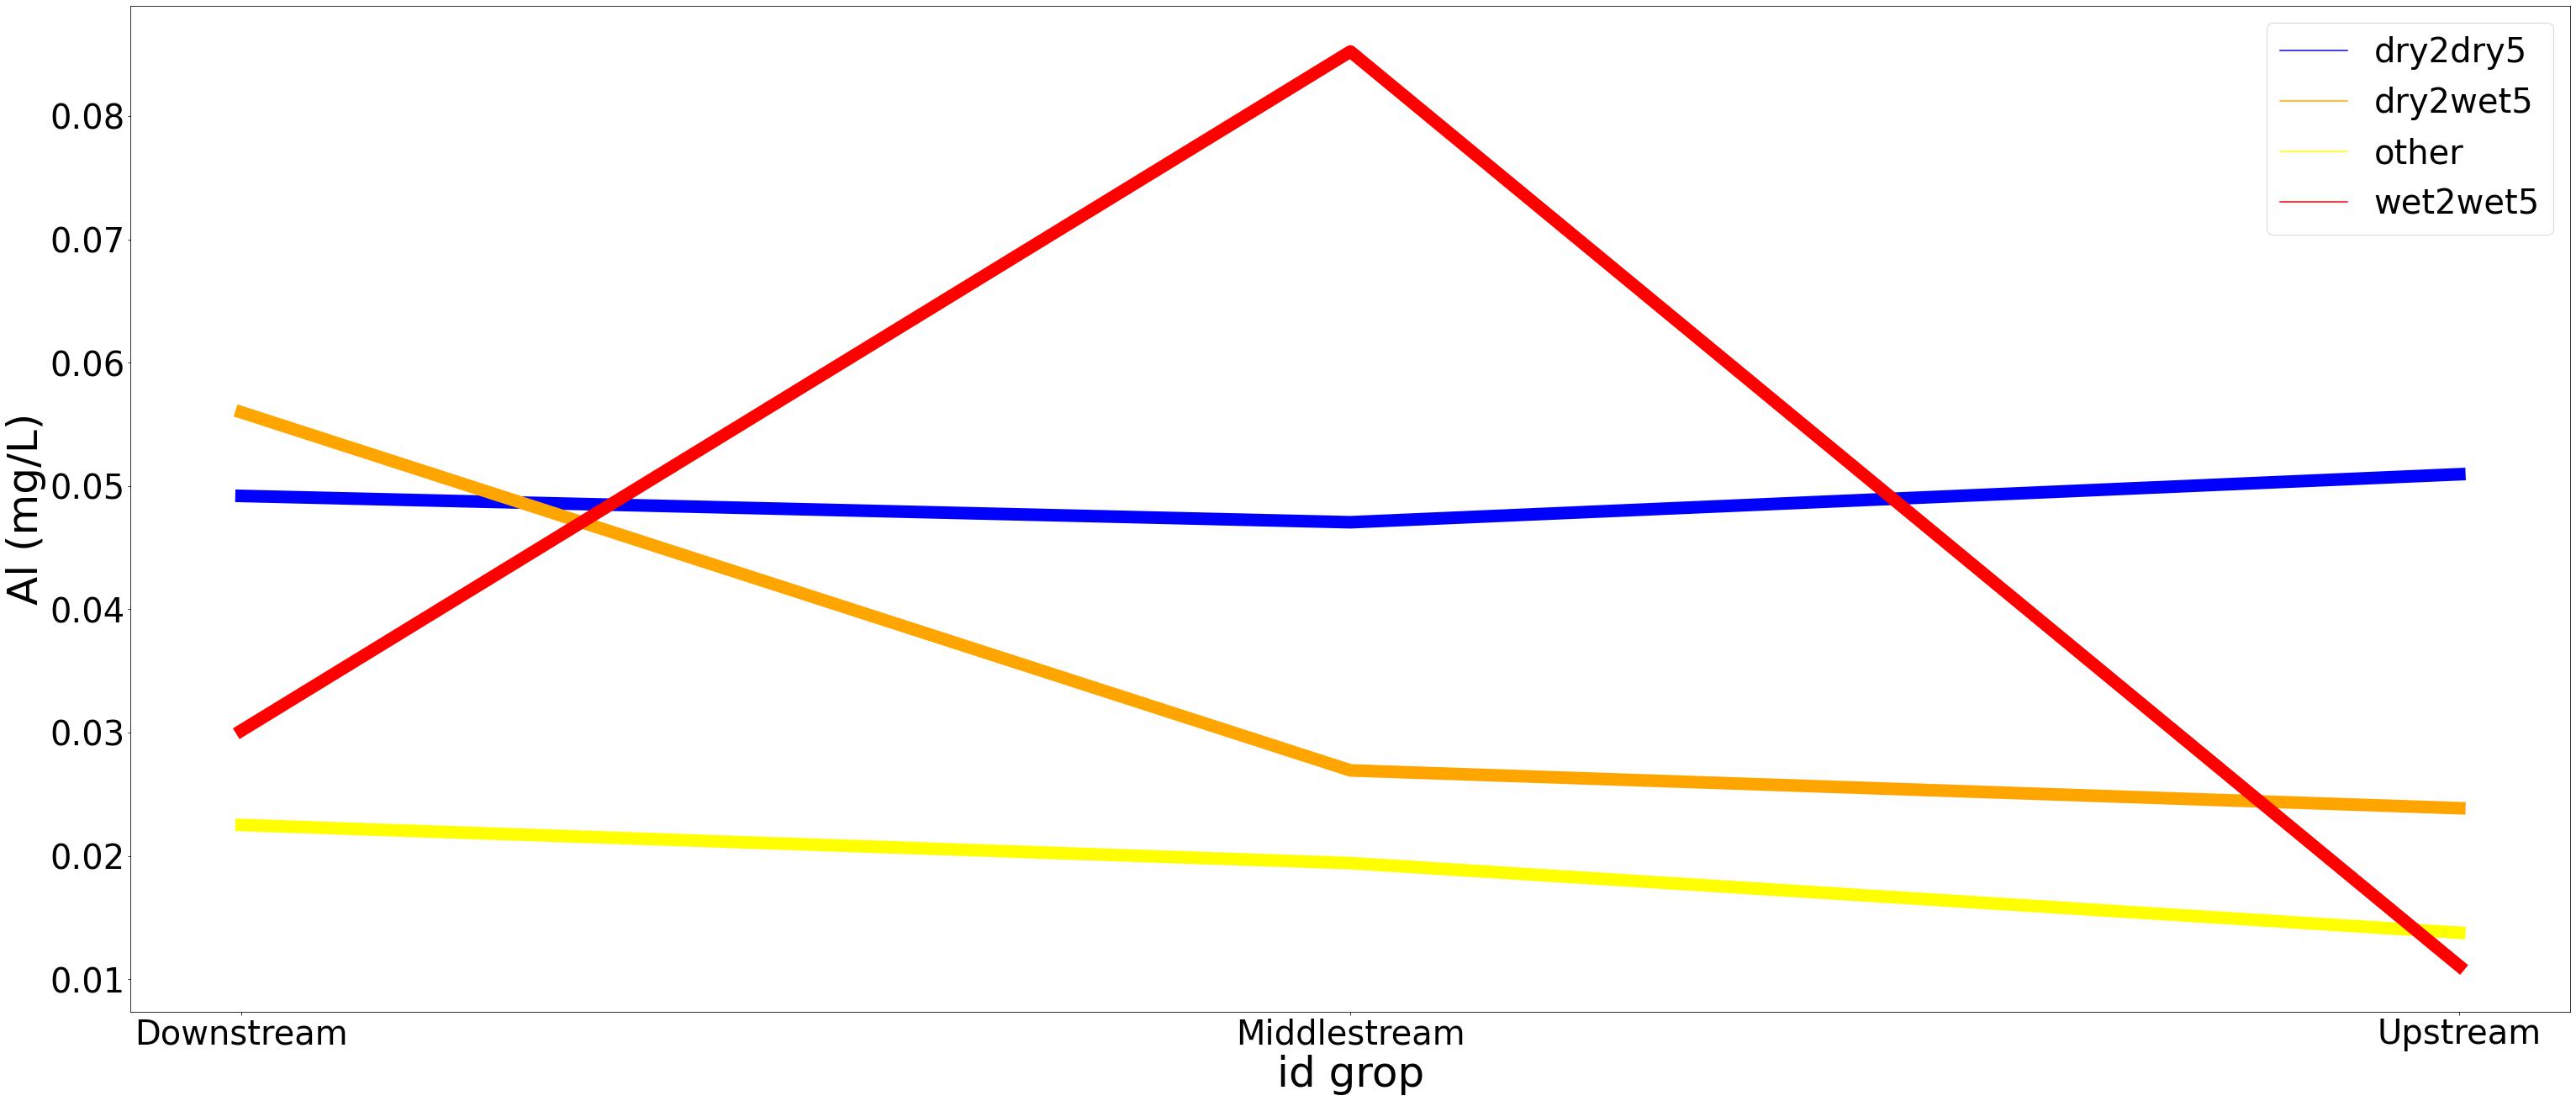 Al (mg/L)
0.08
0.07
0.06
0.05
0.04
0.03
0.02
0.01
dry2dry5
dry2wet5
other
wet2wet5
Downstream Middlestream Upstream
id grop